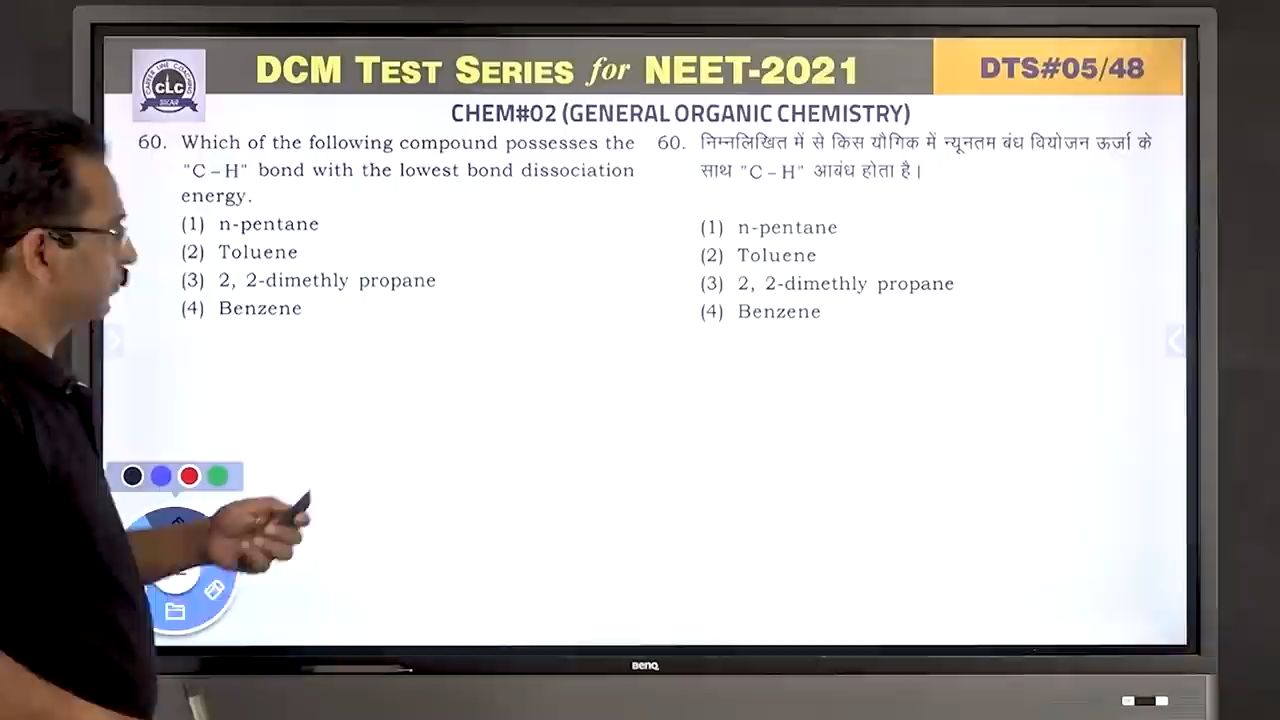 DCM TEST SERIES for NEET-2021
DTS#05/48
CAREER LINE COACHING
CLC
SIKAR
CHEM#02 (GENERAL ORGANIC CHEMISTRY)
60. Which of the following compound possesses the
"C – H" bond with the lowest bond dissociation
energy.
(1) n-pentane
(2) Toluene
(3) 2, 2-dimethly propane
(4) Benzene
60. निम्नलिखित में से किस यौगिक में न्यूनतम बंध वियोजन ऊर्जा के
साथ "C – H" आबंध होता है।
(1) n-pentane
(2) Toluene
(3) 2, 2-dimethly propane
(4) Benzene
BenQ